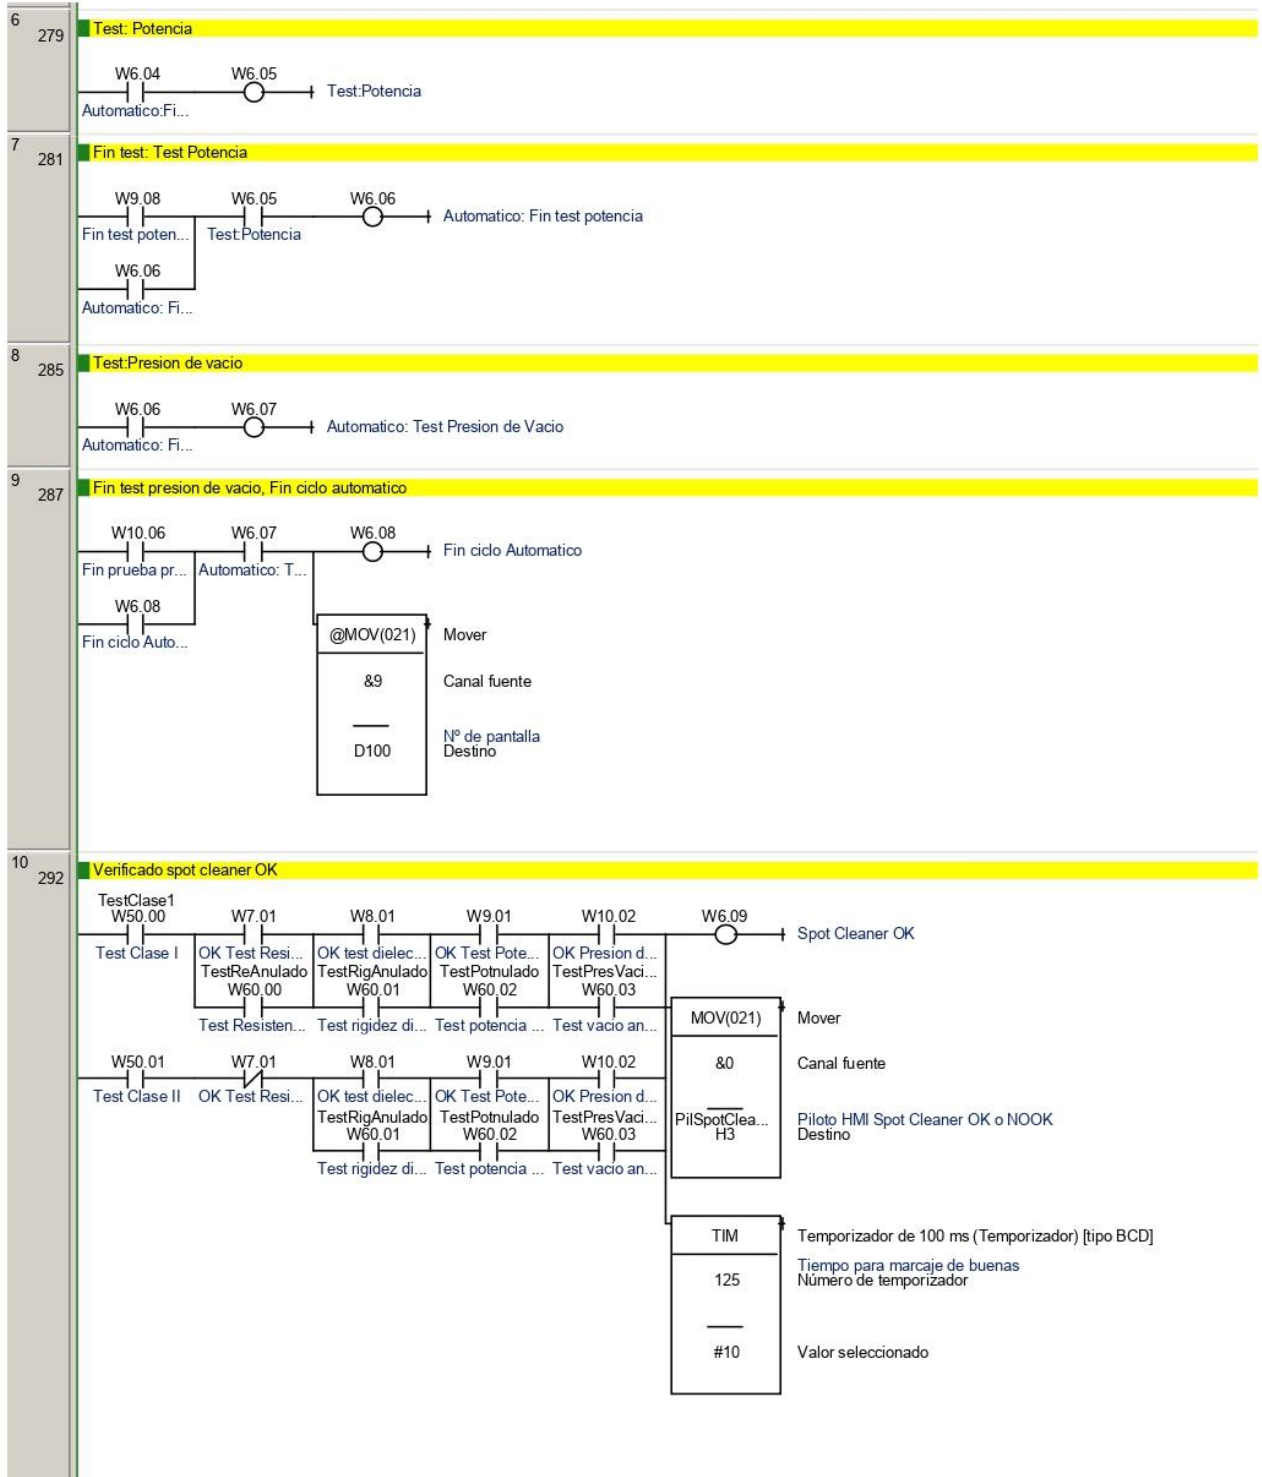 6
279
Test: Potencia
W6.04 W6.05
Test:Potencia
Automatico:Fi...
7
281
Fin test: Test Potencia
W9.08 W6.05 W6.06
Automatico: Fin test potencia
Fin test poten... Test:Potencia
W6.06
Automatico: Fi...
8
285
Test:Presion de vacio
W6.06 W6.07
Automatico: Test Presion de Vacio
Automatico: Fi...
9
287
Fin test presion de vacio, Fin ciclo automatico
W10.06 W6.07 W6.08
Fin ciclo Automatico
Fin prueba pr... Automatico: T...
W6.08
@MOV(021) Mover
Fin ciclo Auto...
&9 Canal fuente
Nº de pantalla
D100 Destino
10
292
Verificado spot cleaner OK
TestClase1
W50.00 W7.01 W8.01 W9.01 W10.02 W6.09
Spot Cleaner OK
Test Clase I OK Test Resi... OK test dielec... OK Test Pote... OK Presion d...
TestReAnulado TestRigAnulado TestPotnulado TestPresVaci...
W60.00 W60.01 W60.02 W60.03
MOV(021) Mover
Test Resisten... Test rigidez di... Test potencia ... Test vacio an...
W50.01 W7.01 W8.01 W9.01 W10.02
&0 Canal fuente
Test Clase II OK Test Resi... OK test dielec... OK Test Pote... OK Presion d...
TestRigAnulado TestPotnulado TestPresVaci... PilSpotClea... Piloto HMI Spot Cleaner OK o NOOK
W60.01 W60.02 W60.03 H3 Destino
Test rigidez di... Test potencia ... Test vacio an...
TIM Temporizador de 100 ms (Temporizador) [tipo BCD]
Tiempo para marcaje de buenas
125 Número de temporizador
#10 Valor seleccionado